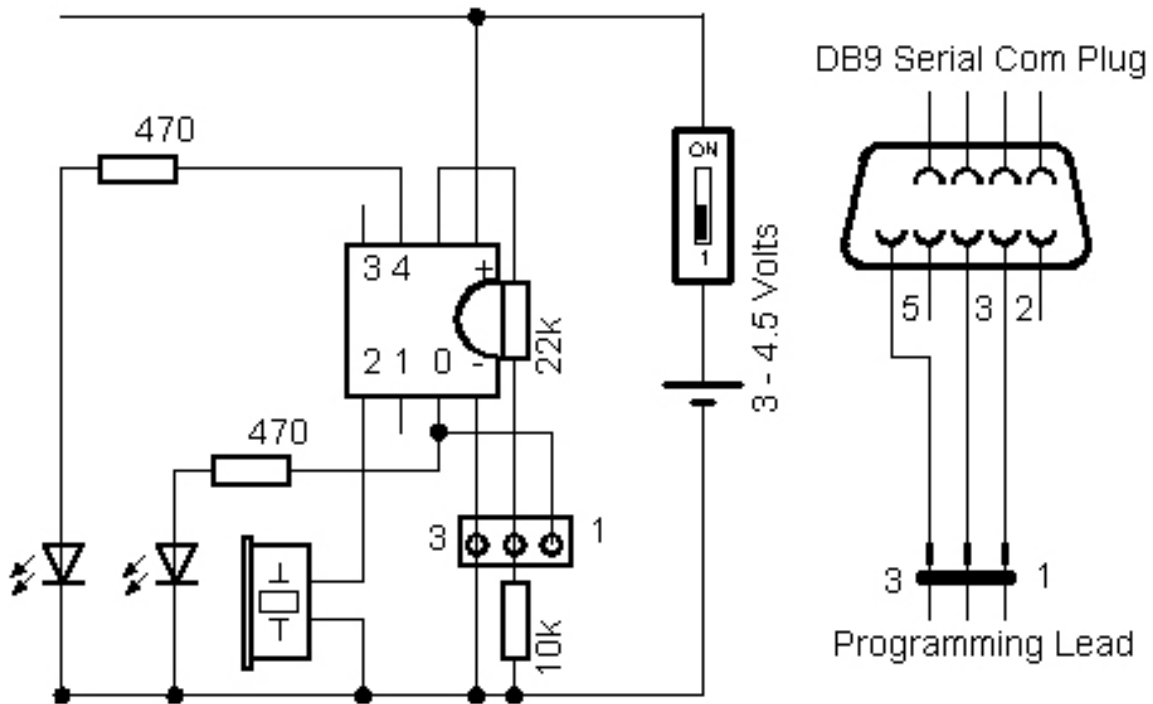 DB9 Serial Com Plug
470
ON
1
3 4 +
2 1 0 -
22k
3 - 4.5 Volts
5 3 2
470
3 1
10k
3 1
Programming Lead